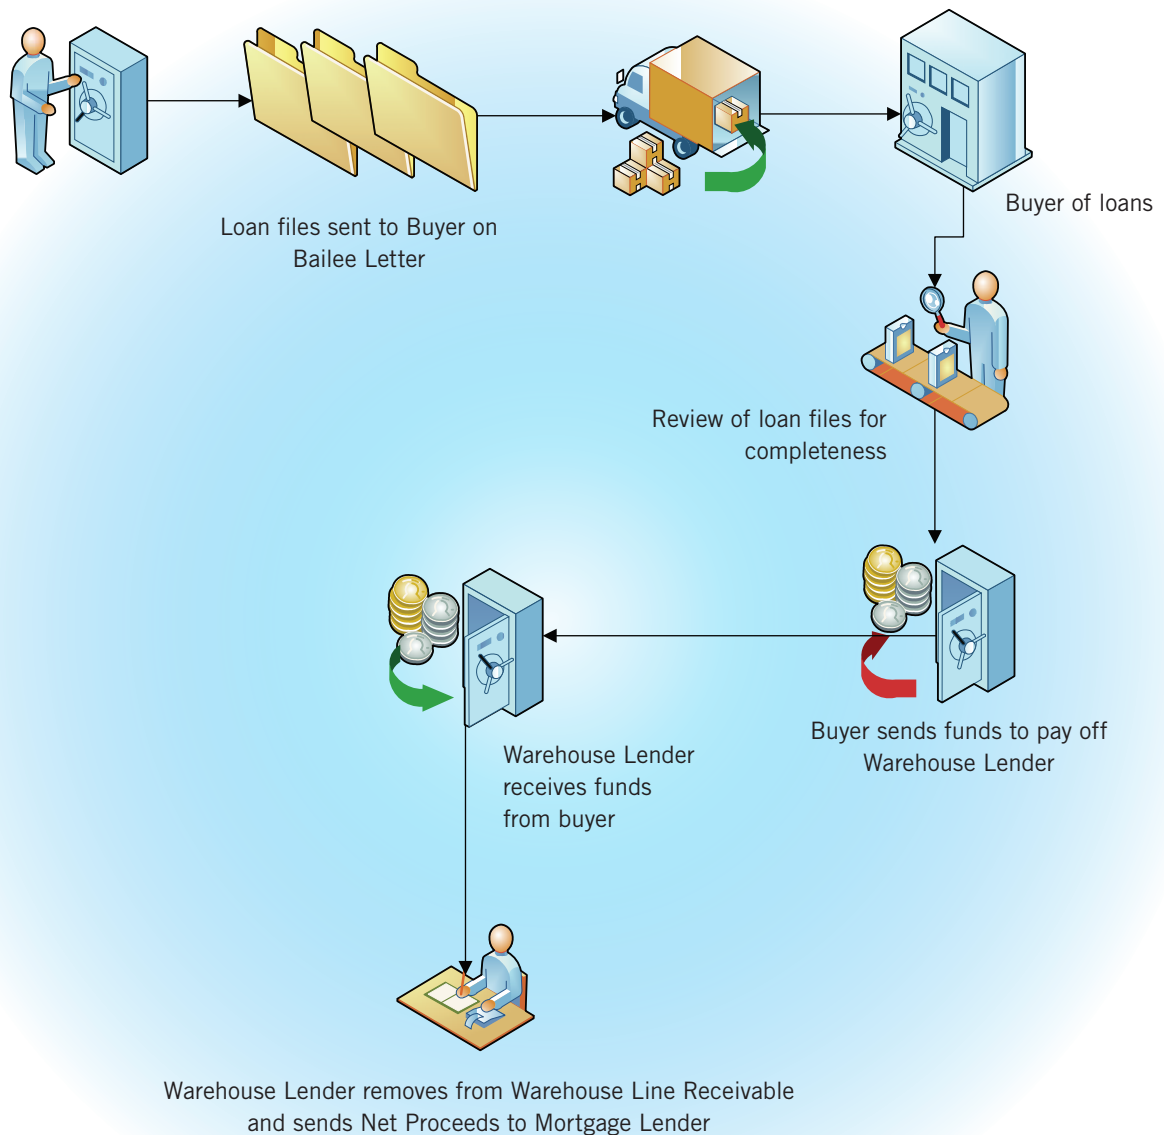 Loan files sent to Buyer on
Bailee Letter
Buyer of loans
Review of loan files for
completeness
Buyer sends funds to pay off
Warehouse Lender
Warehouse Lender
receives funds
from buyer
Warehouse Lender removes from Warehouse Line Receivable
and sends Net Proceeds to Mortgage Lender